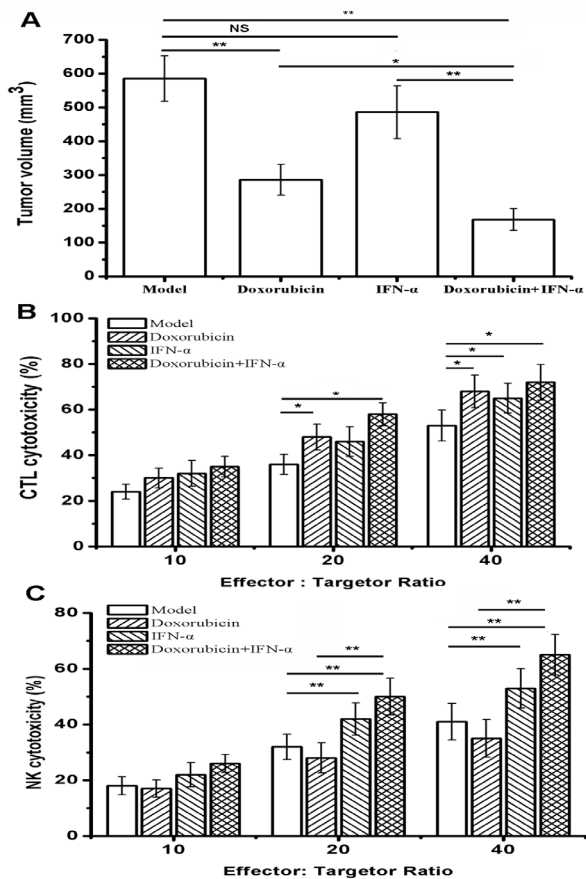 A
**
NS
**
*
**
700
600
500
400
300
200
100
0
Tumor volume (mm³)
Model Doxorubicin IFN-α Doxorubicin+IFN-α
B
Model
Doxorubicin
IFN-α
Doxorubicin+IFN-α
*
*
*
*
*
100
80
60
40
20
0
CTL cytotoxicity (%)
10 20 40
Effector : Targetor Ratio
C
Model
Doxorubicin
IFN-α
Doxorubicin+IFN-α
**
**
**
**
**
**
80
60
40
20
0
NK cytotoxicity (%)
10 20 40
Effector: Targetor Ratio